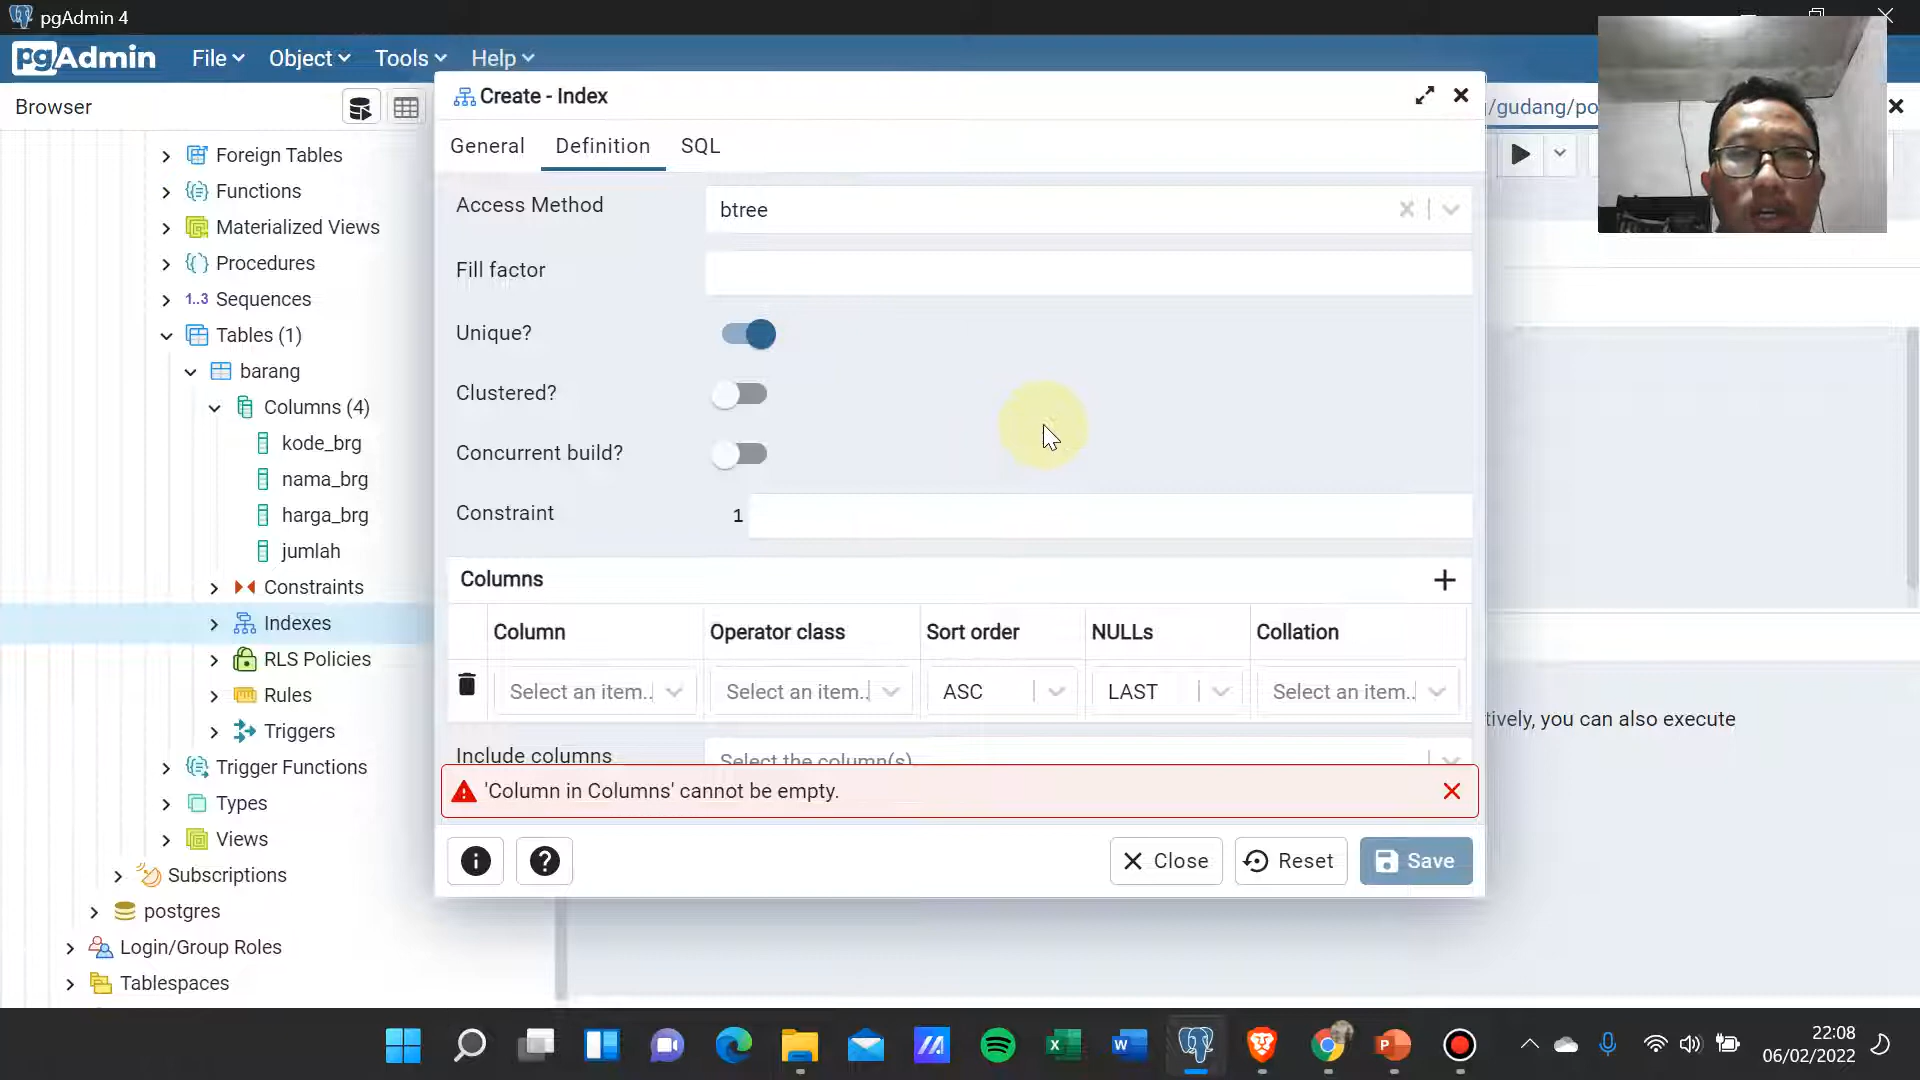 pgAdmin 4
pgAdmin
File
Object
Tools
Help
Browser
Create - Index
/gudang/po
General
Definition
SQL
Foreign Tables
Functions
Materialized Views
Procedures
1..3 Sequences
Tables (1)
barang
Columns (4)
kode_brg
nama_brg
harga_brg
jumlah
Constraints
Indexes
RLS Policies
Rules
Triggers
Trigger Functions
Types
Views
Subscriptions
postgres
Login/Group Roles
Tablespaces
Access Method
btree
Fill factor
Unique?
Clustered?
Concurrent build?
Constraint
1
Columns
Column
Operator class
Sort order
NULLs
Collation
Select an item..
Select an item..
ASC
LAST
Select an item..
Include columns
Select the column(s)
'Column in Columns' cannot be empty.
Close
Reset
Save
tively, you can also execute
22:08
06/02/2022